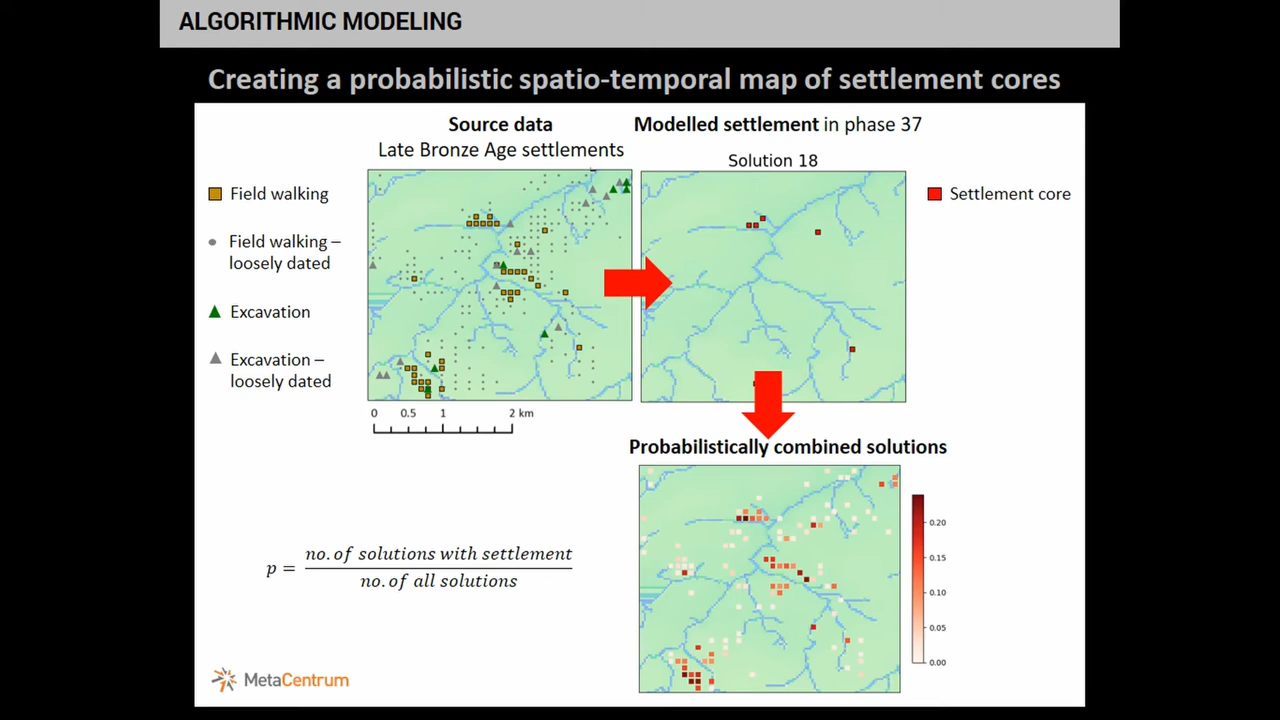 ALGORITHMIC MODELING
Creating a probabilistic spatio-temporal map of settlement cores
Source data
Late Bronze Age settlements
Modelled settlement in phase 37
Solution 18
Field walking
Field walking –
loosely dated
Excavation
Excavation –
loosely dated
Settlement core
0 0.5 1 2 km
Probabilistically combined solutions
0.20
0.15
0.10
0.05
0.00
p = no. of solutions with settlement
no. of all solutions
MetaCentrum